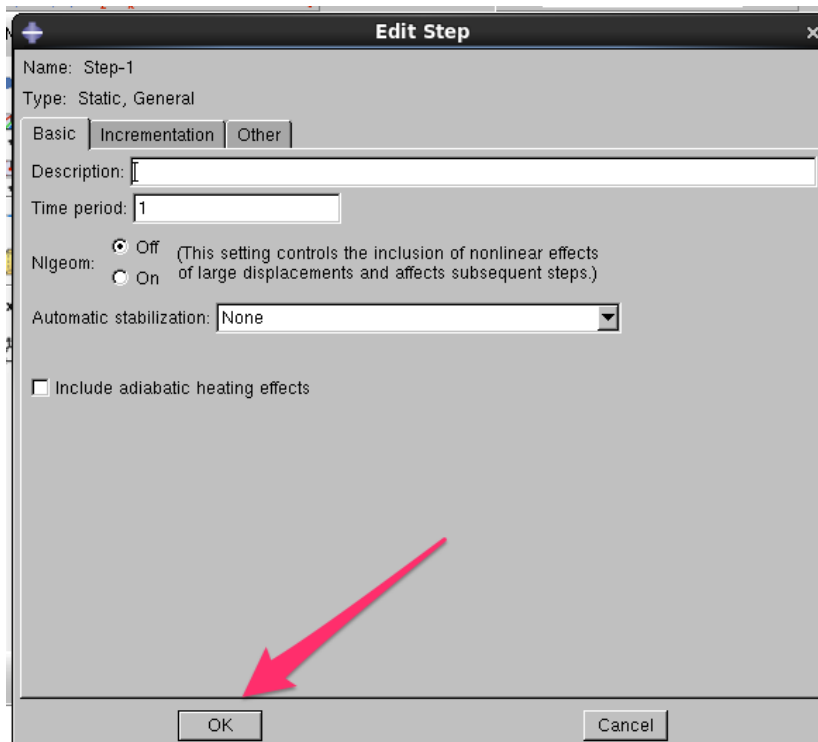 Edit Step
Name: Step-1
Type: Static, General
Basic Incrementation Other
Description:
Time period: 1
Nlgeom: Off (This setting controls the inclusion of nonlinear effects
On of large displacements and affects subsequent steps.)
Automatic stabilization: None
Include adiabatic heating effects
OK Cancel